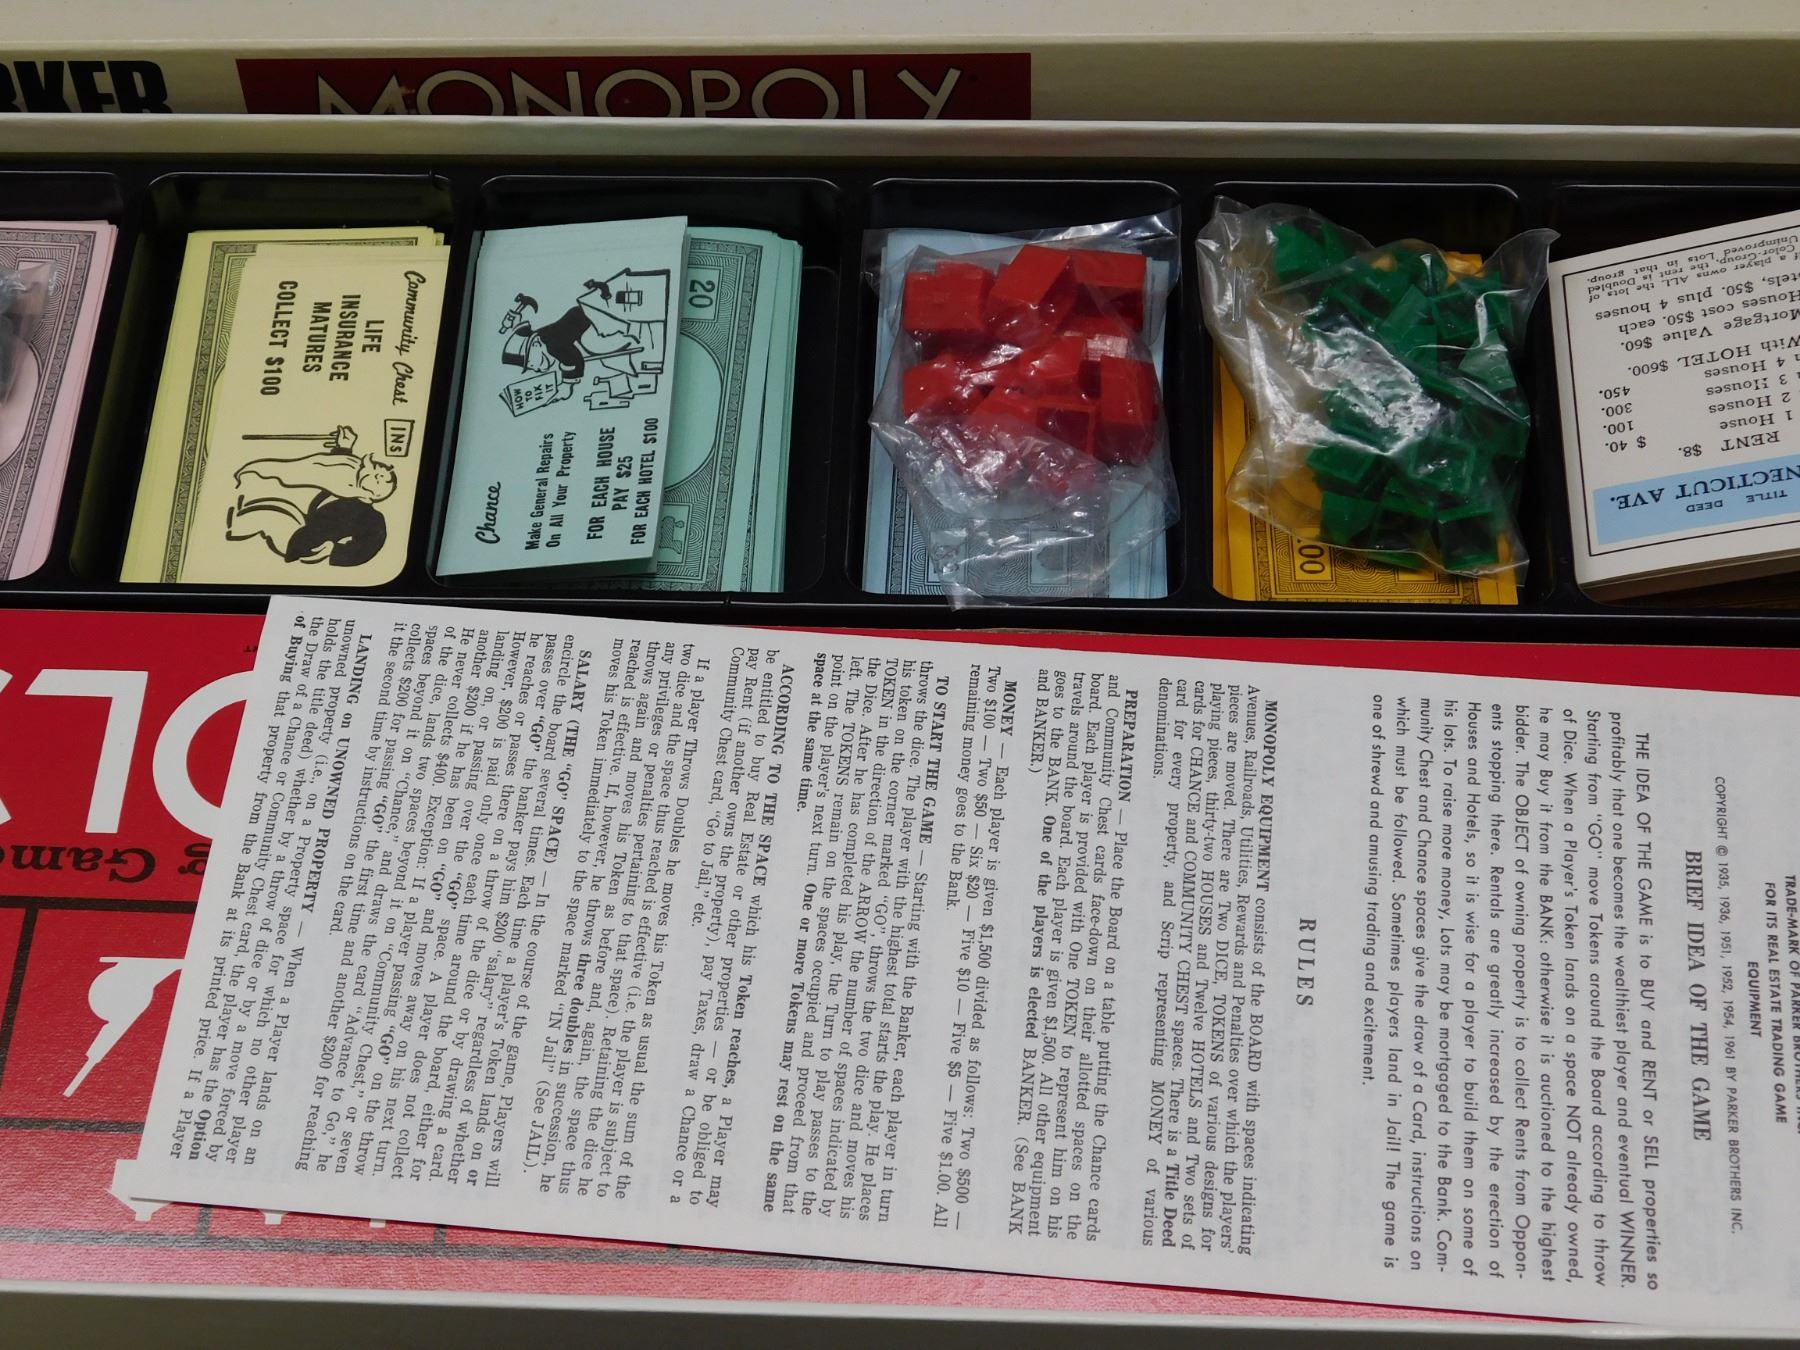 RKER
MONOPOLY
Community Chest
LIFE
INSURANCE
MATURES
COLLECT $100
INS
20
HOW
TO
FIX
IT
Chance
Make General Repairs
On All Your Property
FOR EACH HOUSE
PAY $25
FOR EACH HOTEL $100
TITLE DEED
NECTICUT AVE.
RENT $8.
1 House $ 40.
2 Houses 100.
3 Houses 300.
4 Houses 450.
With HOTEL $600.
Mortgage Value $60.
Houses cost $50. each
tels, $50. plus 4 houses
If a player owns ALL the lots of
Color-Group, the rent is Doubled
Unimproved Lots in that group.
Game
TRADE-MARK OF PARKER BROTHERS
FOR ITS REAL ESTATE TRADING GAME
EQUIPMENT
COPYRIGHT © 1935, 1936, 1951, 1952, 1954, 1961 BY PARKER BROTHERS INC.
BRIEF IDEA OF THE GAME
THE IDEA OF THE GAME is to BUY and RENT or SELL properties so
profitably that one becomes the wealthiest player and eventual WINNER.
Starting from "GO" move Tokens around the Board according to throw
of Dice. When a Player's Token lands on a space NOT already owned,
he may Buy it from the BANK: otherwise it is auctioned to the highest
bidder. The OBJECT of owning property is to collect Rents from Oppon-
ents stopping there. Rentals are greatly increased by the erection of
Houses and Hotels, so it is wise for a player to build them on some of
his lots. To raise more money, Lots may be mortgaged to the Bank. Com-
munity Chest and Chance spaces give the draw of a Card, instructions on
which must be followed. Sometimes players land in Jail! The game is
one of shrewd and amusing trading and excitement.
RULES
MONOPOLY EQUIPMENT consists of the BOARD with spaces indicating
Avenues, Railroads, Utilities, Rewards and Penalties over which the players'
pieces are moved. There are Two DICE, TOKENS of various designs for
playing pieces, thirty-two HOUSES and Twelve HOTELS and Two sets of
cards for CHANCE and COMMUNITY CHEST spaces. There is a Title Deed
card for every property, and Scrip representing MONEY of various
denominations.
PREPARATION — Place the Board on a table putting the Chance cards
and Community Chest cards face-down on their allotted spaces on the
board. Each player is provided with One TOKEN to represent him on his
travels around the board. Each player is given $1,500. All other equipment
goes to the BANK. One of the players is elected BANKER. (See BANK
and BANKER.)
MONEY — Each player is given $1,500 divided as follows: Two $500 —
Two $100 — Two $50 — Six $20 — Five $10 — Five $5 — Five $1.00. All
remaining money goes to the Bank.
TO START THE GAME — Starting with the Banker, each player in turn
throws the dice. The player with the highest total starts the play. He places
his token on the corner marked "GO", throws the two dice and moves his
TOKEN in the direction of the ARROW the number of spaces indicated by
the Dice. After he has completed his play, the Turn to play passes to the
left. The TOKENS remain on the spaces occupied and proceed from that
point on the player's next turn. One or more Tokens may rest on the same
space at the same time.
ACCORDING TO THE SPACE which his Token reaches, a Player may
be entitled to buy Real Estate or other properties — or be obliged to
pay Rent (if another owns the property), pay Taxes, draw a Chance or a
Community Chest card, "Go to Jail," etc.
If a player Throws Doubles he moves his Token as usual the sum of the
two dice and the space thus reached is effective (i.e. the player is subject to
any privileges or penalties pertaining to that space). Retaining the dice he
throws again and moves his Token as before and, again, the space thus
reached is effective. If, however, he throws three doubles in succession, he
moves his Token immediately to the space marked "IN Jail" (See JAIL).
SALARY (THE "GO" SPACE) — In the course of the game, Players will
encircle the board several times. Each time a player's Token lands on or
passes over "GO" the banker pays him $200 "salary" regardless of whether
he reaches or passes there on a throw of the dice or by drawing a card.
However, $200 is paid only once each time around the board, either for
landing on, or passing over the "GO" space. A player does not collect
another $200 if he has been on "GO" and moves away on his next turn.
He never collects $400. Exception: If a player passing "GO" on the throw
of the dice, lands two spaces beyond it on "Community Chest," or seven
spaces beyond it on "Chance," and draws the card "Advance to Go," he
collects $200 for passing "GO" the first time and another $200 for reaching
it the second time by instructions on the card.
LANDING on UNOWNED PROPERTY — When a Player lands on an
unowned property (i.e., on a Property space for which no other player
holds the title deed) whether by a throw of dice or by a move forced by
the Draw of a Chance or Community Chest card, the player has the Option
of Buying that property from the Bank at its printed price. If a Player